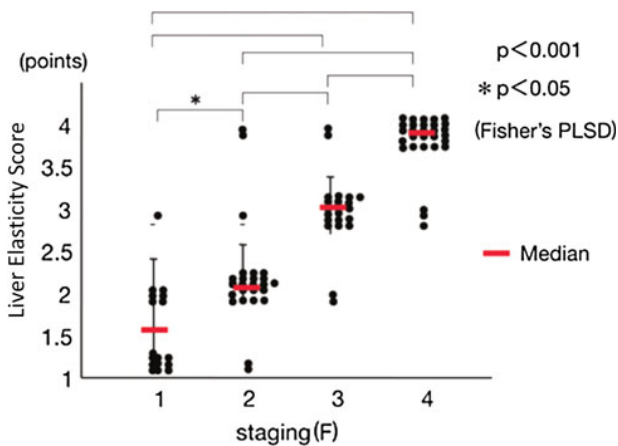 (points)
p<0.001
* p<0.05
(Fisher's PLSD)
*
Liver Elasticity Score
4
3.5
3
2.5
2
1.5
1
Median
1 2 3 4
staging(F)